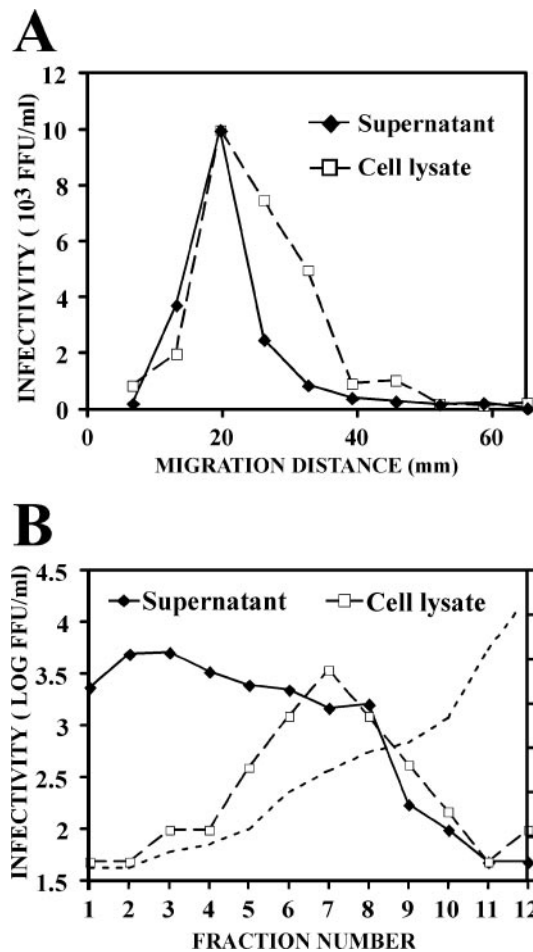 A
12
10
8
6
4
2
0
INFECTIVITY ( 10³ FFU/ml)
Supernatant
Cell lysate
0 20 40 60
MIGRATION DISTANCE (mm)
B
4.5
4
3.5
3
2.5
2
1.5
INFECTIVITY ( LOG FFU/ml)
Supernatant Cell lysate
1 2 3 4 5 6 7 8 9 10 11 12
FRACTION NUMBER